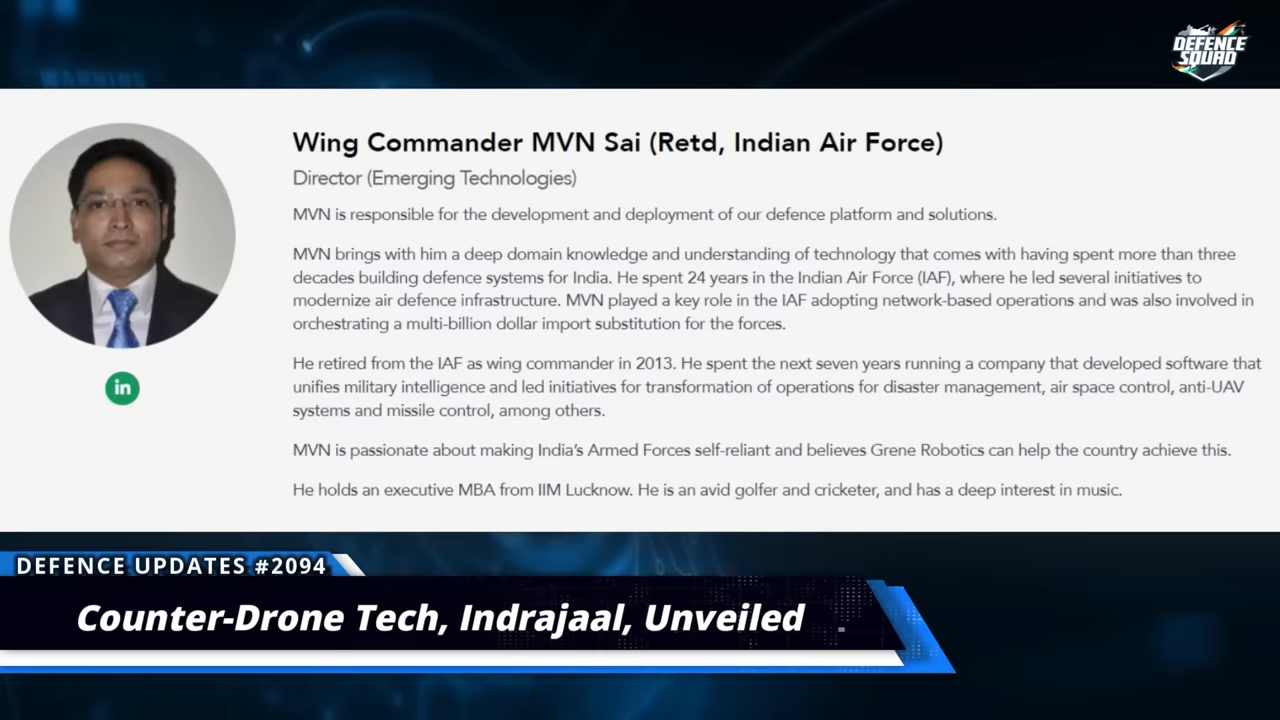 WARNING
DEFENCE
SQUAD
Wing Commander MVN Sai (Retd, Indian Air Force)
Director (Emerging Technologies)
MVN is responsible for the development and deployment of our defence platform and solutions.
MVN brings with him a deep domain knowledge and understanding of technology that comes with having spent more than three
decades building defence systems for India. He spent 24 years in the Indian Air Force (IAF), where he led several initiatives to
modernize air defence infrastructure. MVN played a key role in the IAF adopting network-based operations and was also involved in
orchestrating a multi-billion dollar import substitution for the forces.
He retired from the IAF as wing commander in 2013. He spent the next seven years running a company that developed software that
unifies military intelligence and led initiatives for transformation of operations for disaster management, air space control, anti-UAV
systems and missile control, among others.
MVN is passionate about making India's Armed Forces self-reliant and believes Grene Robotics can help the country achieve this.
He holds an executive MBA from IIM Lucknow. He is an avid golfer and cricketer, and has a deep interest in music.
in
DEFENCE UPDATES #2094
Counter-Drone Tech, Indrajaal, Unveiled